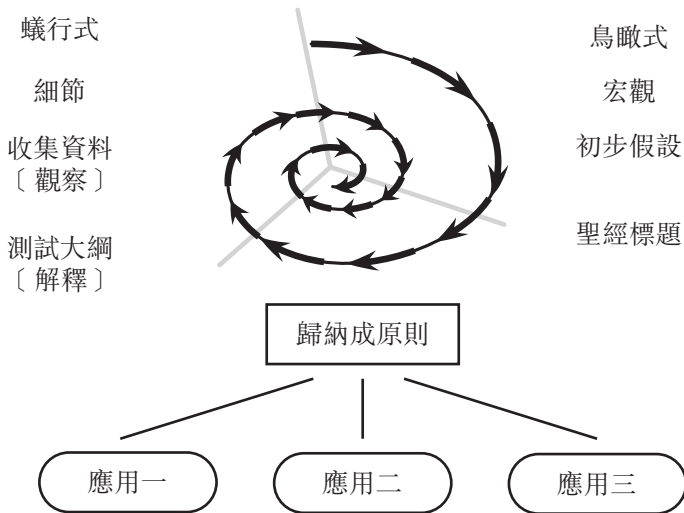 蟻行式
細節
收集資料
〔觀察〕
測試大綱
〔解釋〕
鳥瞰式
宏觀
初步假設
聖經標題
歸納成原則
應用一
應用二
應用三